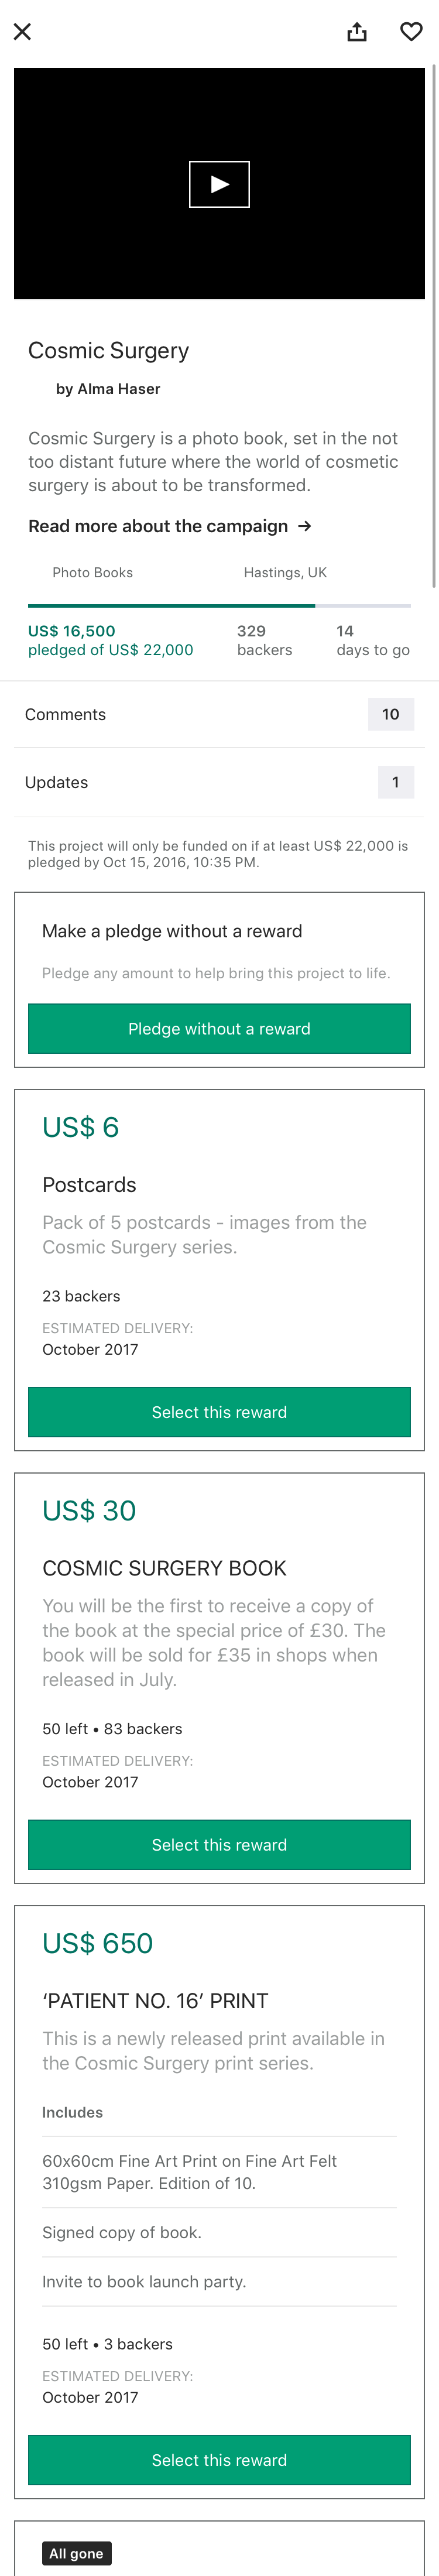 Cosmic Surgery
by Alma Haser
Cosmic Surgery is a photo book, set in the not
too distant future where the world of cosmetic
surgery is about to be transformed.
Read more about the campaign →
Photo Books Hastings, UK
US$ 16,500 329 14
pledged of US$ 22,000 backers days to go
Comments 10
Updates 1
This project will only be funded on if at least US$ 22,000 is
pledged by Oct 15, 2016, 10:35 PM.
Make a pledge without a reward
Pledge any amount to help bring this project to life.
Pledge without a reward
US$ 6
Postcards
Pack of 5 postcards - images from the
Cosmic Surgery series.
23 backers
ESTIMATED DELIVERY:
October 2017
Select this reward
US$ 30
COSMIC SURGERY BOOK
You will be the first to receive a copy of
the book at the special price of £30. The
book will be sold for £35 in shops when
released in July.
50 left • 83 backers
ESTIMATED DELIVERY:
October 2017
Select this reward
US$ 650
‘PATIENT NO. 16’ PRINT
This is a newly released print available in
the Cosmic Surgery print series.
Includes
60x60cm Fine Art Print on Fine Art Felt
310gsm Paper. Edition of 10.
Signed copy of book.
Invite to book launch party.
50 left • 3 backers
ESTIMATED DELIVERY:
October 2017
Select this reward
All gone